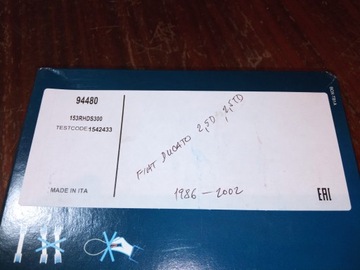 94480
153RHDS300
TESTCODE:1542433
FIAT DUCATO 2,5D 2,5TD
1986 - 2002
MADE IN ITA
EAC